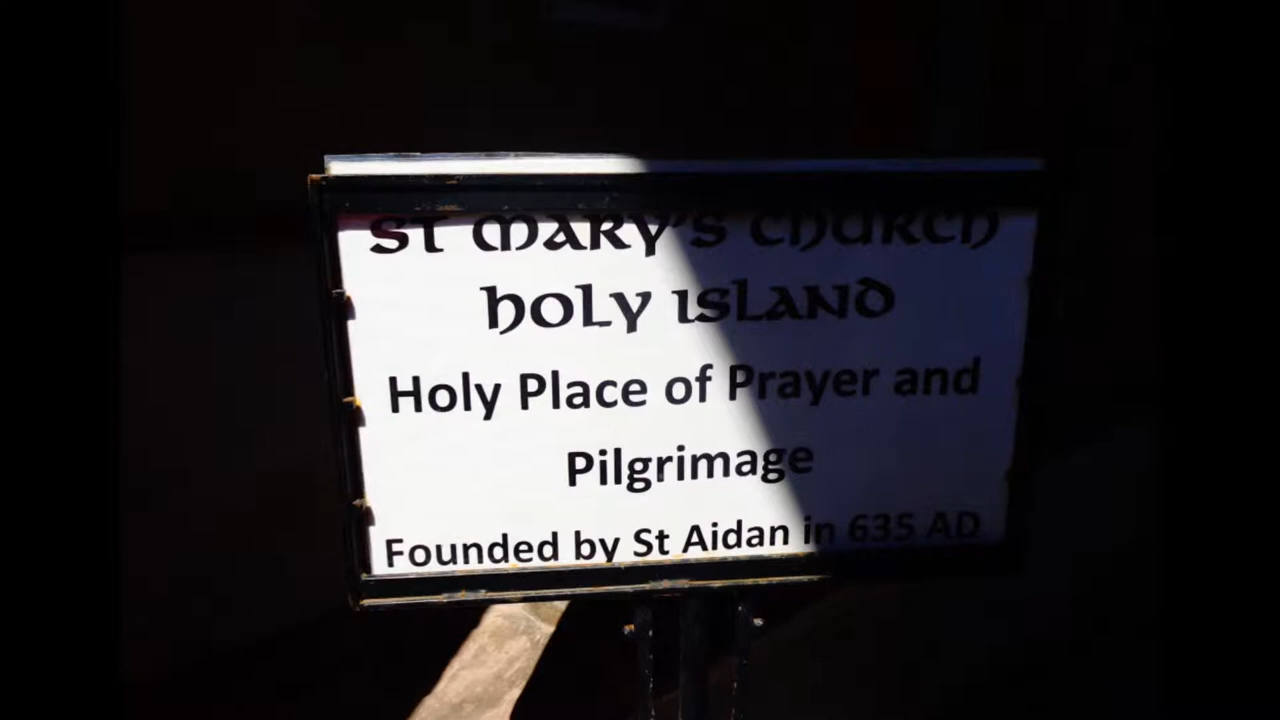 ST MARY'S CHURCH
HOLY ISLAND
Holy Place of Prayer and
Pilgrimage
Founded by St Aidan in 635 AD